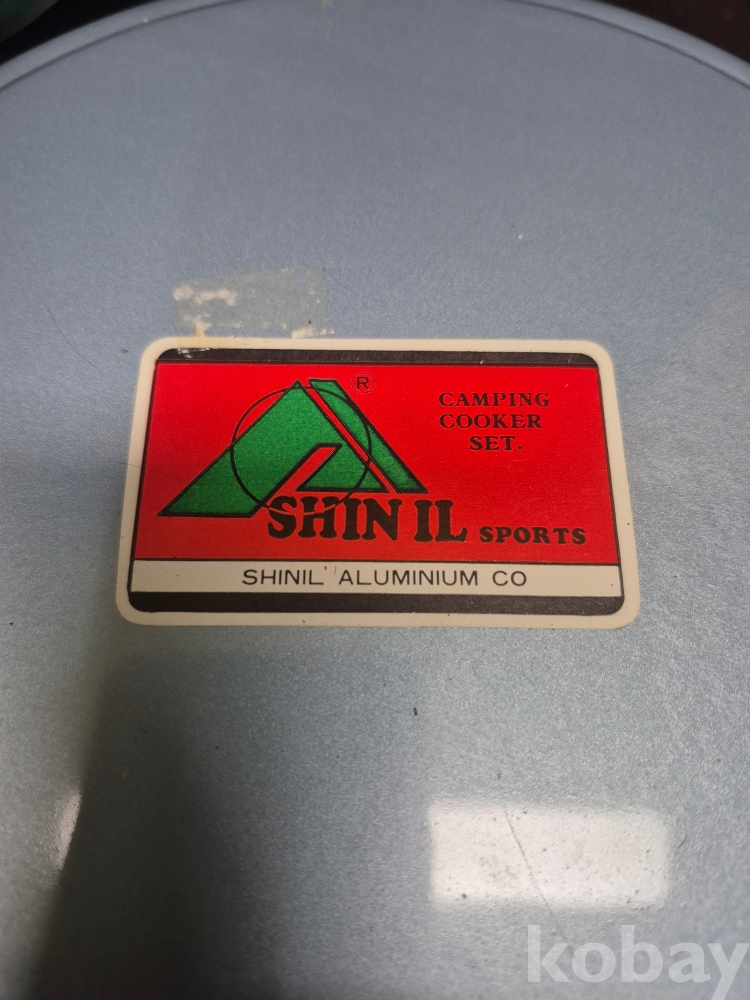 ®
CAMPING
COOKER
SET.
SHIN IL SPORTS
SHINIL ALUMINIUM CO
kobay